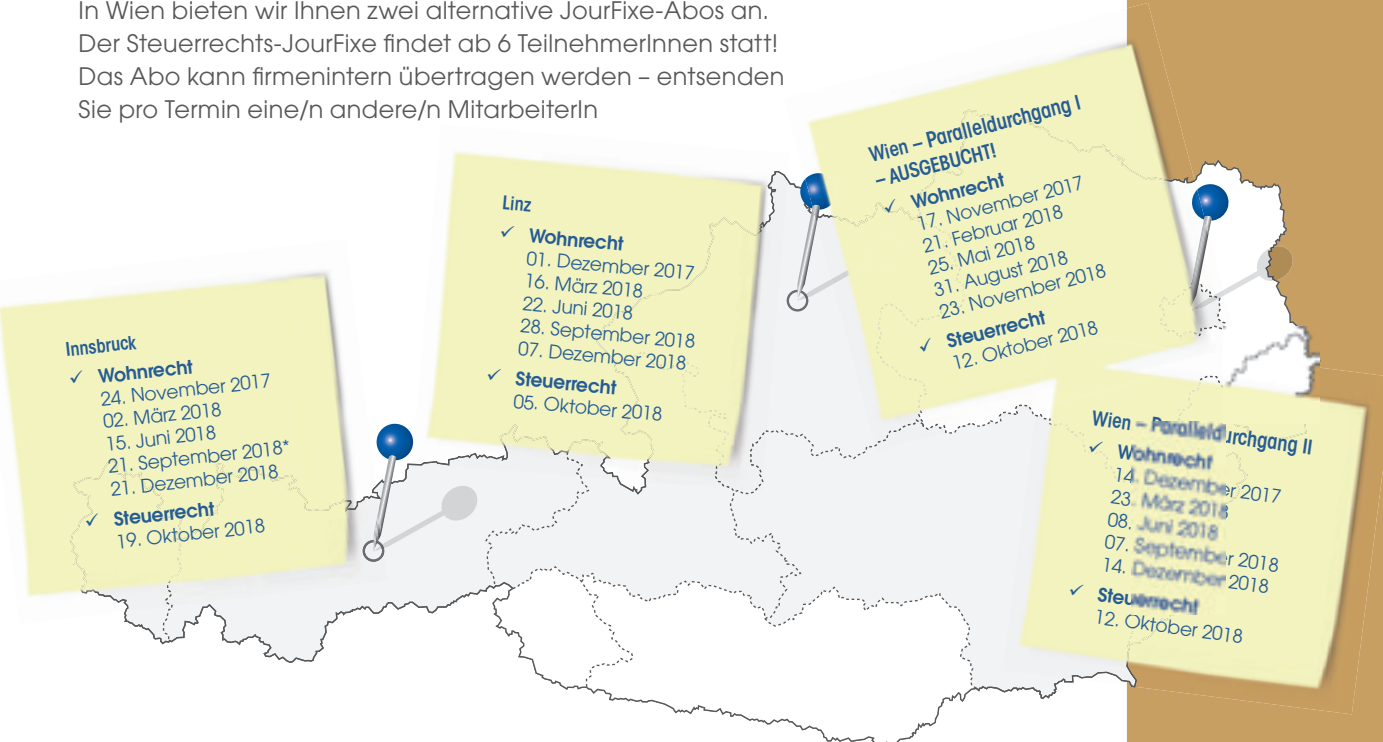 In Wien bieten wir Ihnen zwei alternative JourFixe-Abos an.
Der Steuerrechts-JourFixe findet ab 6 TeilnehmerInnen statt!
Das Abo kann firmenintern übertragen werden – entsenden
Sie pro Termin eine/n andere/n MitarbeiterIn
Innsbruck
✓ Wohnrecht
24. November 2017
02. März 2018
15. Juni 2018
21. September 2018*
21. Dezember 2018
✓ Steuerrecht
19. Oktober 2018
Linz
✓ Wohnrecht
01. Dezember 2017
16. März 2018
22. Juni 2018
28. September 2018
07. Dezember 2018
✓ Steuerrecht
05. Oktober 2018
Wien – Paralleldurchgang I
– AUSGEBUCHT!
✓ Wohnrecht
17. November 2017
21. Februar 2018
25. Mai 2018
31. August 2018
23. November 2018
✓ Steuerrecht
12. Oktober 2018
Wien – Paralleldurchgang II
✓ Wohnrecht
14. Dezember 2017
23. März 2018
08. Juni 2018
07. September 2018
14. Dezember 2018
✓ Steuerrecht
12. Oktober 2018